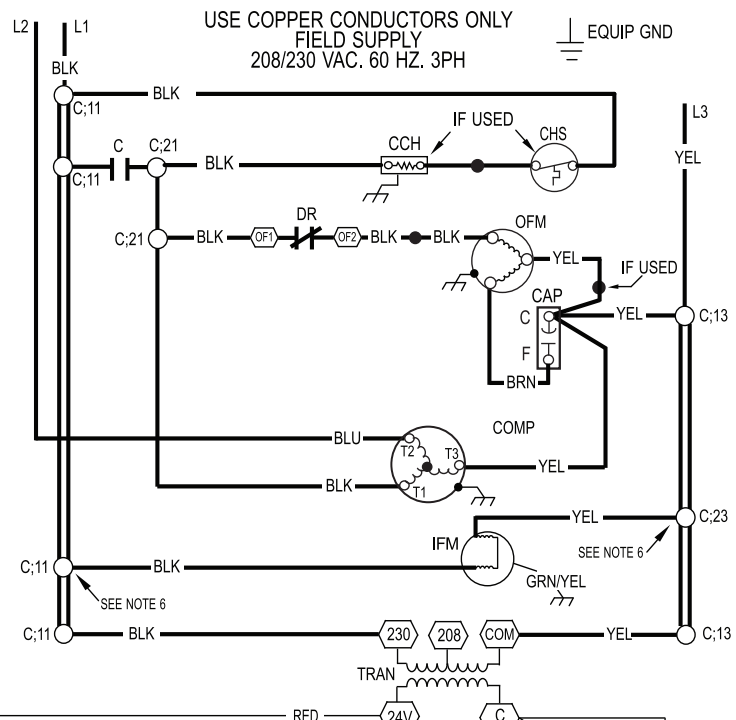 USE COPPER CONDUCTORS ONLY
FIELD SUPPLY
208/230 VAC. 60 HZ. 3PH
EQUIP GND
L2
L1
BLK
C;11
BLK
IF USED
CCH
CHS
L3
C
C;21
C;11
BLK
YEL
DR
OFM
C;21
BLK
OF1
OF2
BLK
BLK
YEL
IF USED
CAP
C
YEL
C;13
F
BRN
COMP
BLU
T2
T3
YEL
BLK
T1
YEL
C;23
IFM
SEE NOTE 6
C;11
BLK
GRN/YEL
SEE NOTE 6
C;11
BLK
230
208
COM
YEL
C;13
TRAN
RED
24V
C